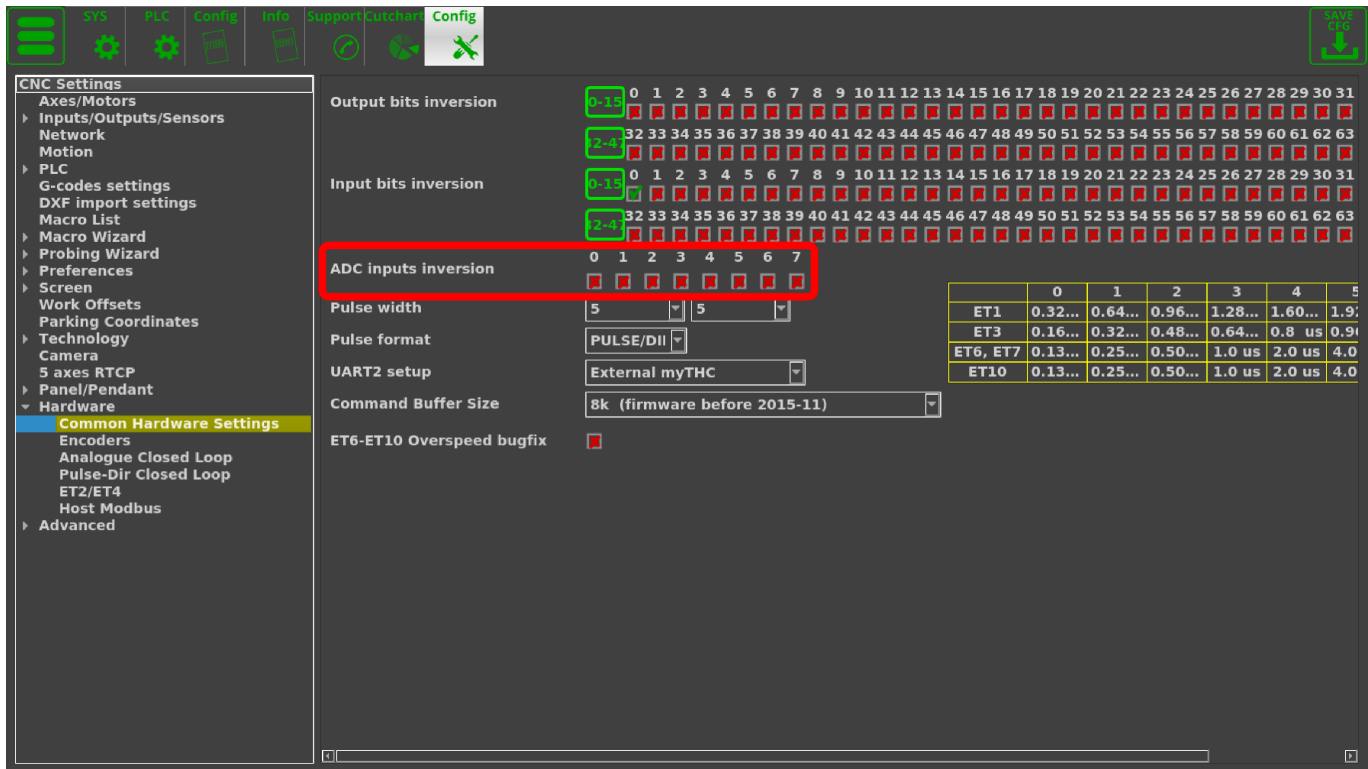 SYS PLC Config Info Support Cutchart Config SAVE CFG
CNC Settings
Axes/Motors
Inputs/Outputs/Sensors
Network
Motion
PLC
G-codes settings
DXF import settings
Macro List
Macro Wizard
Probing Wizard
Preferences
Screen
Work Offsets
Parking Coordinates
Technology
Camera
5 axes RTCP
Panel/Pendant
Hardware
Common Hardware Settings
Encoders
Analogue Closed Loop
Pulse-Dir Closed Loop
ET2/ET4
Host Modbus
Advanced
Output bits inversion 0-15 0 1 2 3 4 5 6 7 8 9 10 11 12 13 14 15 16 17 18 19 20 21 22 23 24 25 26 27 28 29 30 31
32 33 34 35 36 37 38 39 40 41 42 43 44 45 46 47 48 49 50 51 52 53 54 55 56 57 58 59 60 61 62 63
Input bits inversion 0-15 0 1 2 3 4 5 6 7 8 9 10 11 12 13 14 15 16 17 18 19 20 21 22 23 24 25 26 27 28 29 30 31
32 33 34 35 36 37 38 39 40 41 42 43 44 45 46 47 48 49 50 51 52 53 54 55 56 57 58 59 60 61 62 63
ADC inputs inversion 0 1 2 3 4 5 6 7
Pulse width 5 5
Pulse format PULSE/DII
UART2 setup External myTHC
Command Buffer Size 8k (firmware before 2015-11)
ET6-ET10 Overspeed bugfix
0 1 2 3 4 5
ET1 0.32... 0.64... 0.96... 1.28... 1.60... 1.92
ET3 0.16... 0.32... 0.48... 0.64... 0.8 us 0.96
ET6, ET7 0.13... 0.25... 0.50... 1.0 us 2.0 us 4.0
ET10 0.13... 0.25... 0.50... 1.0 us 2.0 us 4.0